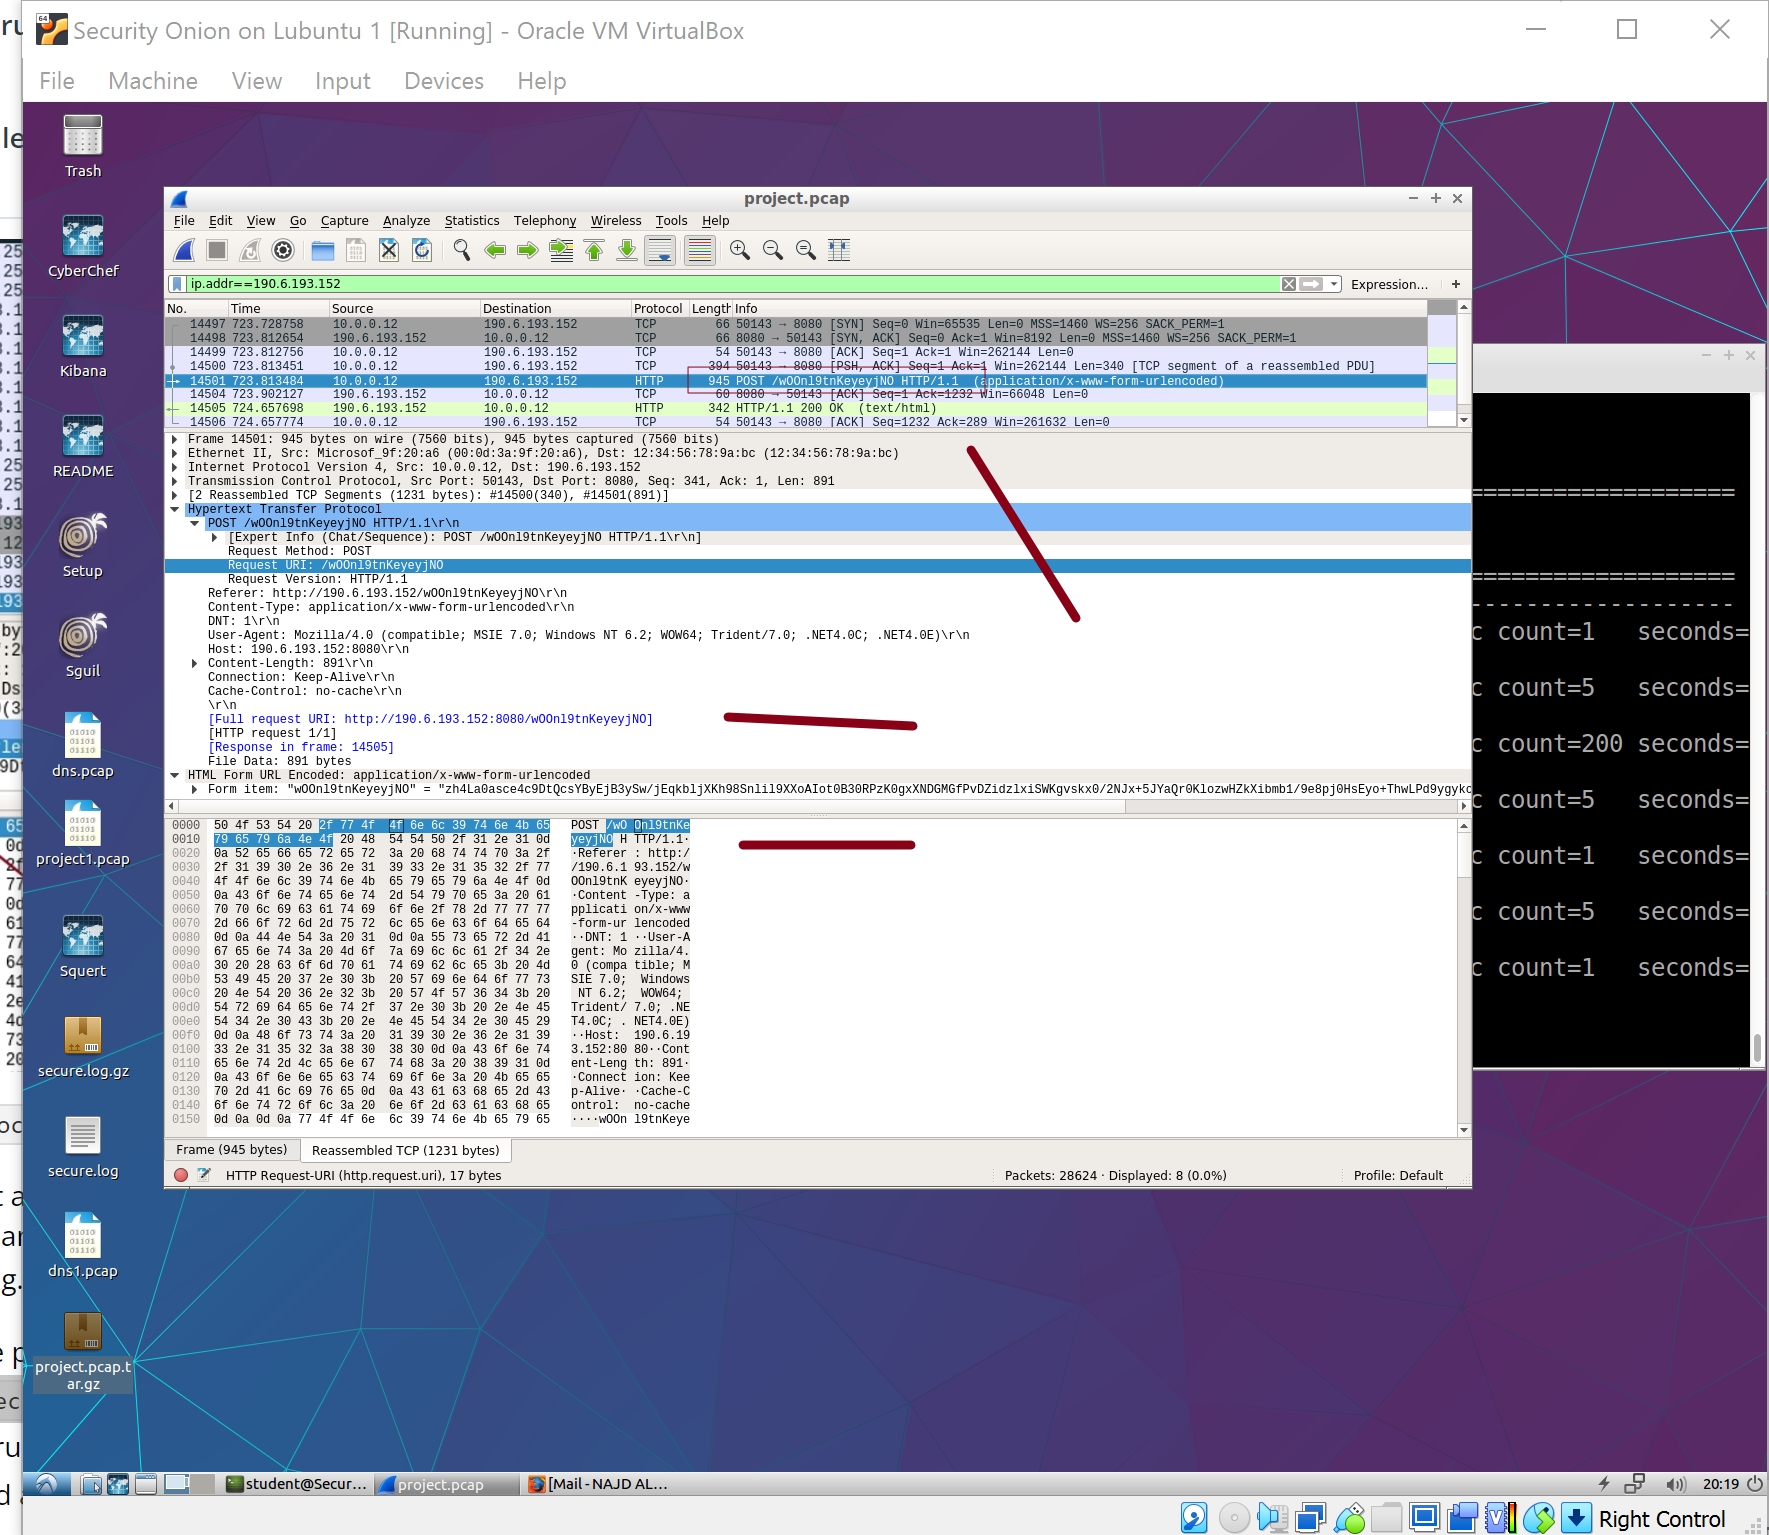 Security Onion on Lubuntu 1 [Running] - Oracle VM VirtualBox
File Machine View Input Devices Help
Trash
CyberChef
Kibana
README
Setup
Sguil
dns.pcap
project1.pcap
Squert
secure.log.gz
secure.log
dns1.pcap
project.pcap.t
ar.gz
project.pcap
File Edit View Go Capture Analyze Statistics Telephony Wireless Tools Help
ip.addr==190.6.193.152 Expression... +
No. Time Source Destination Protocol Length Info
14497 723.728758 10.0.0.12 190.6.193.152 TCP 66 50143 → 8080 [SYN] Seq=0 Win=65535 Len=0 MSS=1460 WS=256 SACK_PERM=1
14498 723.812654 190.6.193.152 10.0.0.12 TCP 66 8080 → 50143 [SYN, ACK] Seq=0 Ack=1 Win=8192 Len=0 MSS=1460 WS=256 SACK_PERM=1
14499 723.812756 10.0.0.12 190.6.193.152 TCP 54 50143 → 8080 [ACK] Seq=1 Ack=1 Win=262144 Len=0
14500 723.813451 10.0.0.12 190.6.193.152 TCP 394 50143 → 8080 [PSH, ACK] Seq=1 Ack=1 Win=262144 Len=340 [TCP segment of a reassembled PDU]
14501 723.813484 10.0.0.12 190.6.193.152 HTTP 945 POST /wOOnl9tnKeyeyjNO HTTP/1.1 (application/x-www-form-urlencoded)
14504 723.902127 190.6.193.152 10.0.0.12 TCP 60 8080 → 50143 [ACK] Seq=1 Ack=1232 Win=66048 Len=0
14505 724.657698 190.6.193.152 10.0.0.12 HTTP 342 HTTP/1.1 200 OK (text/html)
14506 724.657774 10.0.0.12 190.6.193.152 TCP 54 50143 → 8080 [ACK] Seq=1232 Ack=289 Win=261632 Len=0
Frame 14501: 945 bytes on wire (7560 bits), 945 bytes captured (7560 bits)
Ethernet II, Src: Microsof_9f:20:a6 (00:0d:3a:9f:20:a6), Dst: 12:34:56:78:9a:bc (12:34:56:78:9a:bc)
Internet Protocol Version 4, Src: 10.0.0.12, Dst: 190.6.193.152
Transmission Control Protocol, Src Port: 50143, Dst Port: 8080, Seq: 341, Ack: 1, Len: 891
[2 Reassembled TCP Segments (1231 bytes): #14500(340), #14501(891)]
Hypertext Transfer Protocol
POST /wOOnl9tnKeyeyjNO HTTP/1.1\r\n
[Expert Info (Chat/Sequence): POST /wOOnl9tnKeyeyjNO HTTP/1.1\r\n]
Request Method: POST
Request URI: /wOOnl9tnKeyeyjNO
Request Version: HTTP/1.1
Referer: http://190.6.193.152/wOOnl9tnKeyeyjNO\r\n
Content-Type: application/x-www-form-urlencoded\r\n
DNT: 1\r\n
User-Agent: Mozilla/4.0 (compatible; MSIE 7.0; Windows NT 6.2; WOW64; Trident/7.0; .NET4.0C; .NET4.0E)\r\n
Host: 190.6.193.152:8080\r\n
Content-Length: 891\r\n
Connection: Keep-Alive\r\n
Cache-Control: no-cache\r\n
\r\n
[Full request URI: http://190.6.193.152:8080/wOOnl9tnKeyeyjNO]
[HTTP request 1/1]
[Response in frame: 14505]
File Data: 891 bytes
HTML Form URL Encoded: application/x-www-form-urlencoded
Form item: "wOOnl9tnKeyeyjNO" =
0000 50 4f 53 54 20 2f 77 4f 4f 6e 6c 39 74 6e 4b 65 POST /wO Onl9tnKe
0010 79 65 79 6a 4e 4f 20 48 54 54 50 2f 31 2e 31 0d yeyjNO H TTP/1.1·
0020 0a 52 65 66 65 72 65 72 3a 20 68 74 74 70 3a 2f ·Referer : http:/
0030 2f 31 39 30 2e 36 2e 31 39 33 2e 31 35 32 2f 77 /190.6.1 93.152/w
0040 4f 4f 6e 6c 39 74 6e 4b 65 79 65 79 6a 4e 4f 0d OOnl9tnK eyeyjNO·
0050 0a 43 6f 6e 74 65 6e 74 2d 54 79 70 65 3a 20 61 ·Content -Type: a
0060 70 70 6c 69 63 61 74 69 6f 6e 2f 78 2d 77 77 77 pplicati on/x-www
0070 2d 66 6f 72 6d 2d 75 72 6c 65 6e 63 6f 64 65 64 -form-ur lencoded
0080 0d 0a 44 4e 54 3a 20 31 0d 0a 55 73 65 72 2d 41 ··DNT: 1 ··User-A
0090 67 65 6e 74 3a 20 4d 6f 7a 69 6c 6c 61 2f 34 2e gent: Mo zilla/4.
00a0 30 20 28 63 6f 6d 70 61 74 69 62 6c 65 3b 20 4d 0 (compa tible; M
00b0 53 49 45 20 37 2e 30 3b 20 57 69 6e 64 6f 77 73 SIE 7.0; Windows
00c0 20 4e 54 20 36 2e 32 3b 20 57 4f 57 36 34 3b 20 NT 6.2; WOW64;
00d0 54 72 69 64 65 6e 74 2f 37 2e 30 3b 20 2e 4e 45 Trident/ 7.0; .NE
00e0 54 34 2e 30 43 3b 20 2e 4e 45 54 34 2e 30 45 29 T4.0C; . NET4.0E)
00f0 0d 0a 48 6f 73 74 3a 20 31 39 30 2e 36 2e 31 39 ··Host: 190.6.19
0100 33 2e 31 35 32 3a 38 30 38 30 0d 0a 43 6f 6e 74 3.152:80 80··Cont
0110 65 6e 74 2d 4c 65 6e 67 74 68 3a 20 38 39 31 0d ent-Leng th: 891·
0120 0a 43 6f 6e 6e 65 63 74 69 6f 6e 3a 20 4b 65 65 ·Connect ion: Kee
0130 70 2d 41 6c 69 76 65 0d 0a 43 61 63 68 65 2d 43 p-Alive· ·Cache-C
0140 6f 6e 74 72 6f 6c 3a 20 6e 6f 2d 63 61 63 68 65 ontrol: no-cache
0150 0d 0a 0d 0a 77 4f 4f 6e 6c 39 74 6e 4b 65 79 65 ····wOOn l9tnKeye
Frame (945 bytes) Reassembled TCP (1231 bytes)
HTTP Request-URI (http.request.uri), 17 bytes Packets: 28624 · Displayed: 8 (0.0%) Profile: Default
c count=1 seconds=
c count=5 seconds=
c count=200 seconds=
c count=5 seconds=
c count=1 seconds=
c count=5 seconds=
c count=1 seconds=
student@Secur... project.pcap [Mail - NAJD AL... 20:19
Right Control